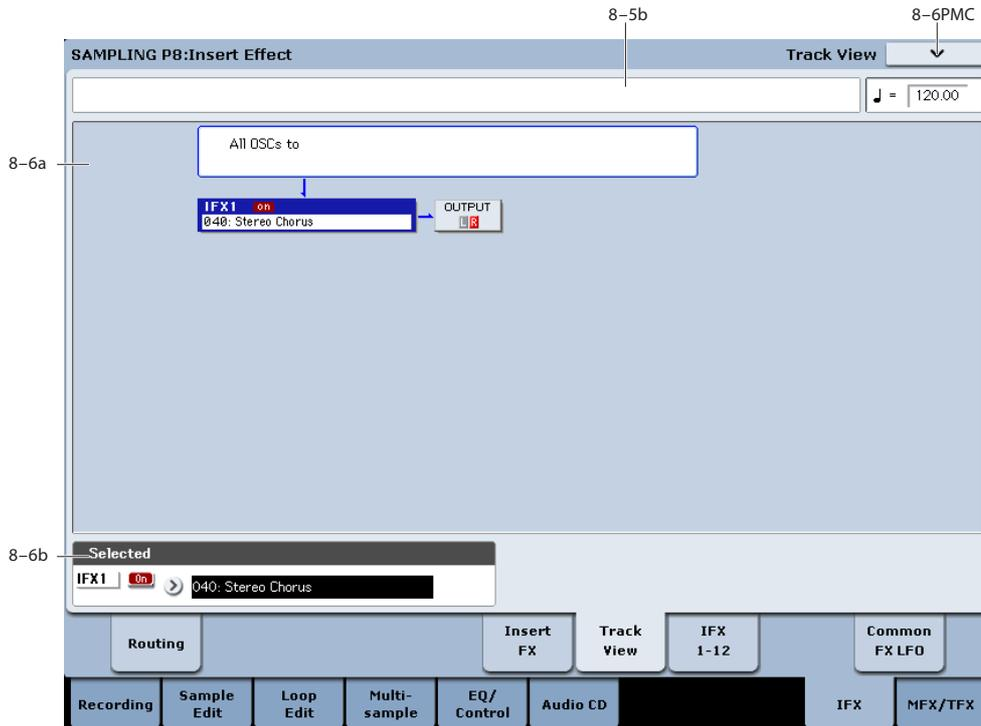 8–5b
8–6PMC
SAMPLING P8:Insert Effect
Track View
♩ = 120.00
8–6a
All OSCs to
IFX1 on
040: Stereo Chorus
OUTPUT
L R
8–6b
Selected
IFX1 On 040: Stereo Chorus
Routing
Insert
FX
Track
View
IFX
1-12
Common
FX LFO
Recording
Sample
Edit
Loop
Edit
Multi-
sample
EQ/
Control
Audio CD
IFX
MFX/TFX